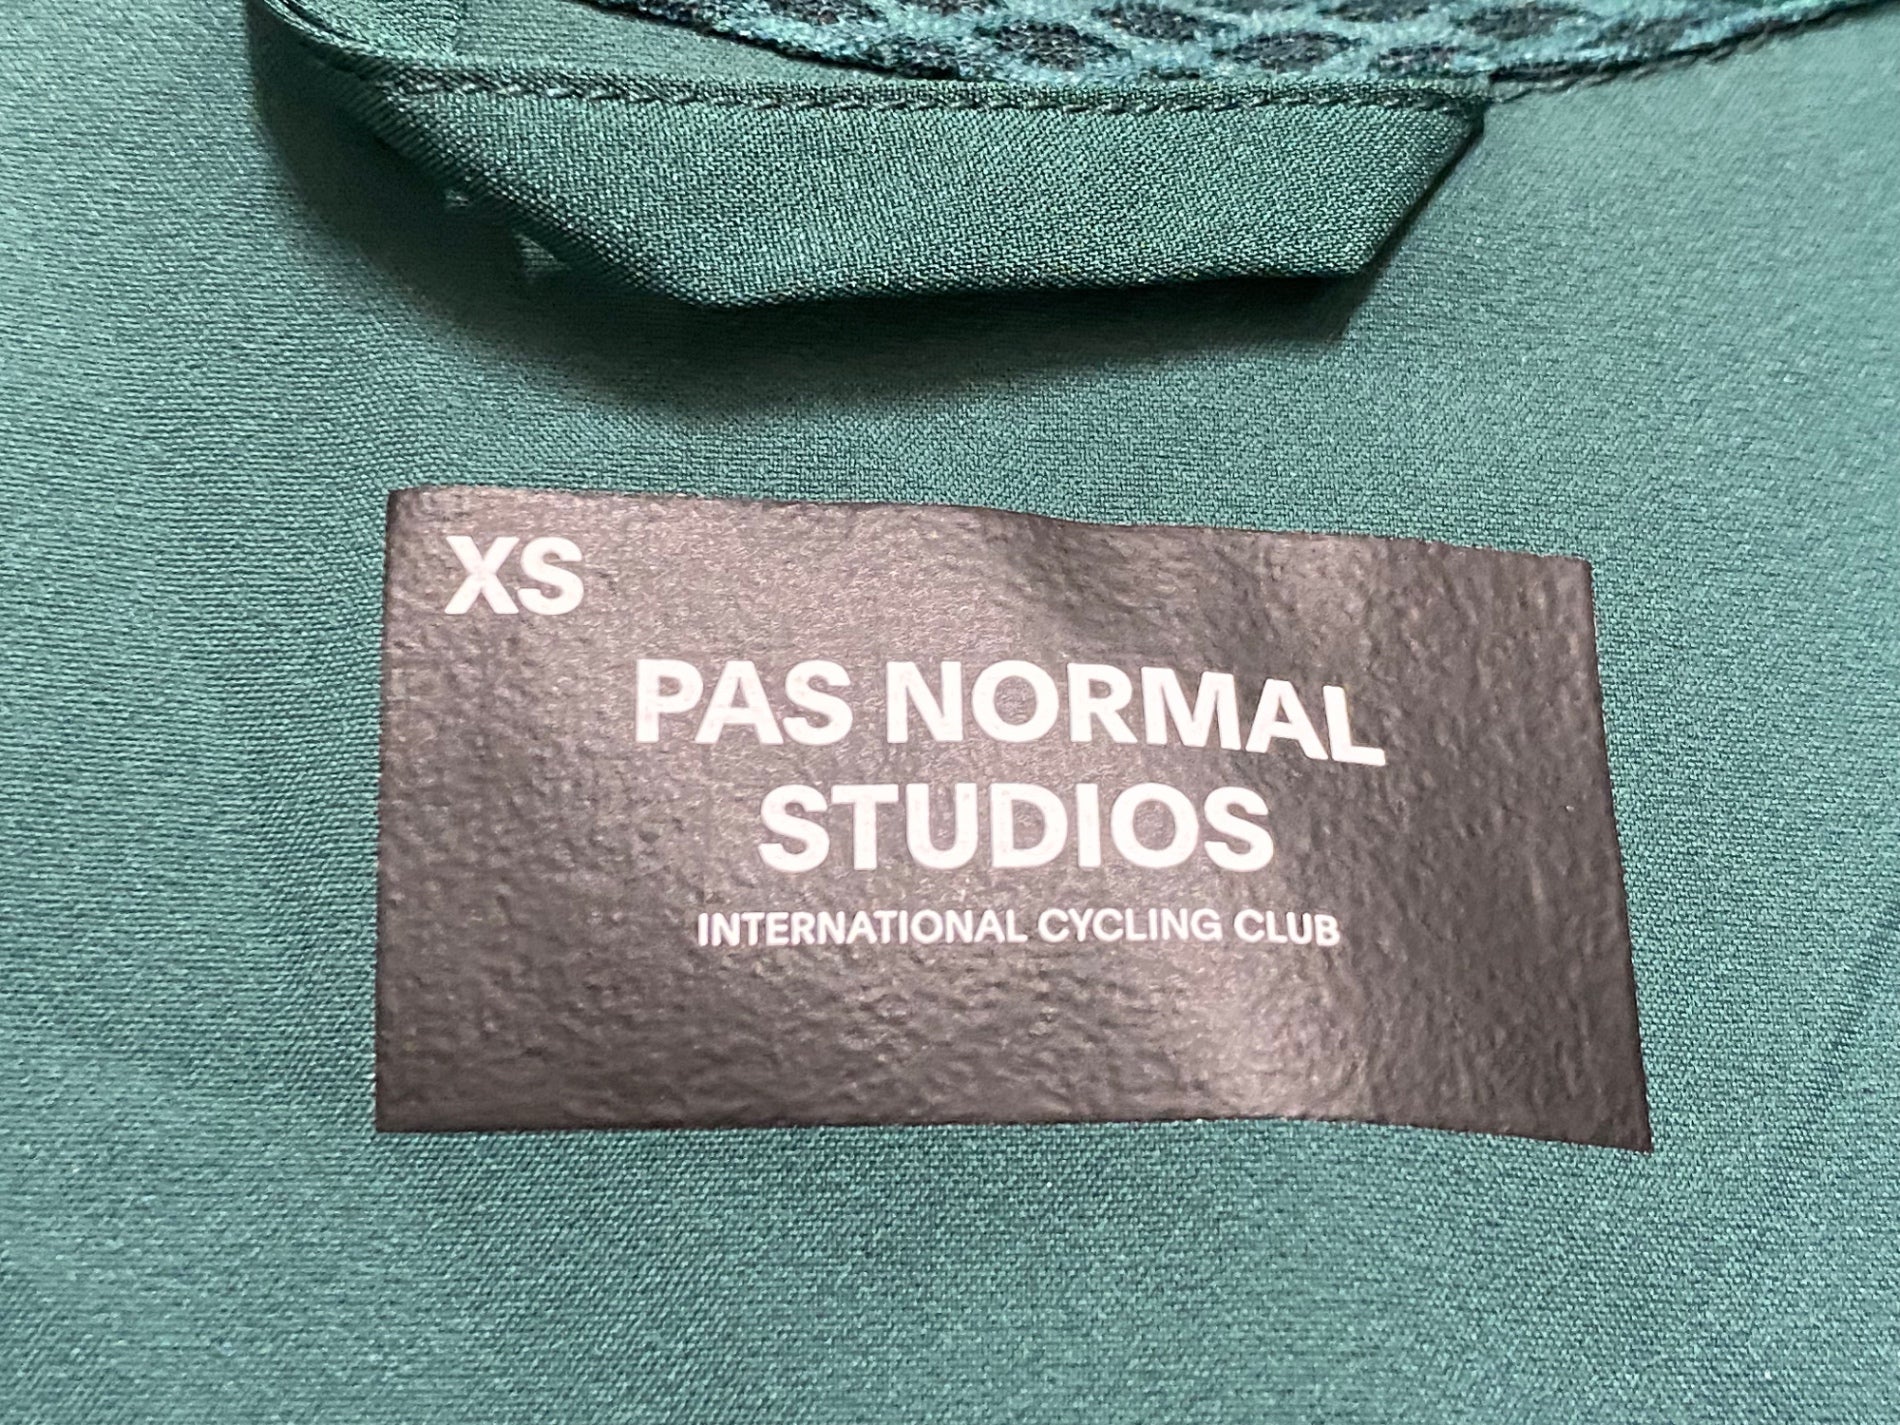 XS
PAS NORMAL
STUDIOS
INTERNATIONAL CYCLING CLUB